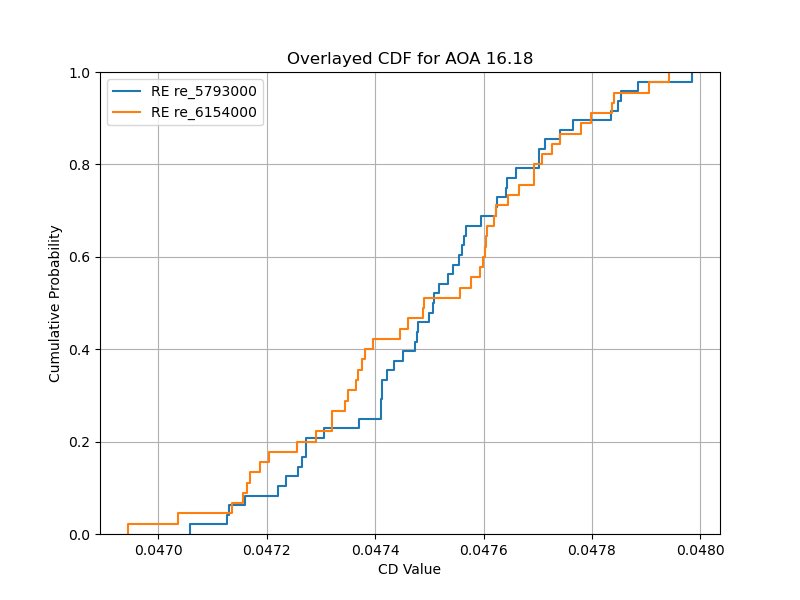 Overlayed CDF for AOA 16.18
RE re_5793000
RE re_6154000
Cumulative Probability
1.0
0.8
0.6
0.4
0.2
0.0
0.0470 0.0472 0.0474 0.0476 0.0478 0.0480
CD Value